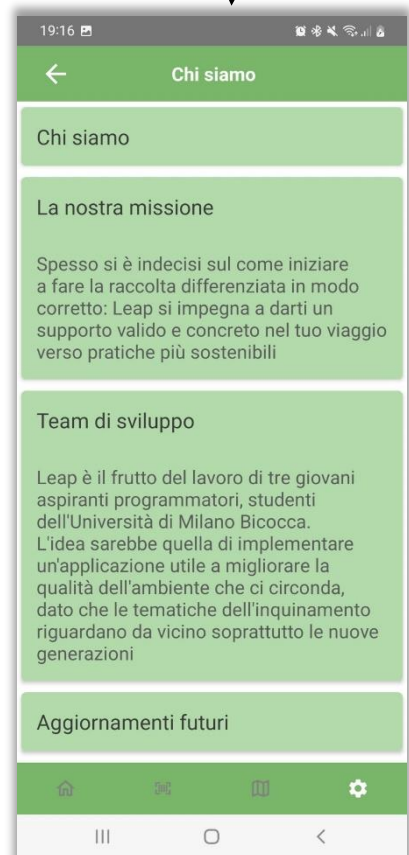 19:16
Chi siamo
Chi siamo
La nostra missione
Spesso si è indecisi sul come iniziare
a fare la raccolta differenziata in modo
corretto: Leap si impegna a darti un
supporto valido e concreto nel tuo viaggio
verso pratiche più sostenibili
Team di sviluppo
Leap è il frutto del lavoro di tre giovani
aspiranti programmatori, studenti
dell'Università di Milano Bicocca.
L'idea sarebbe quella di implementare
un'applicazione utile a migliorare la
qualità dell'ambiente che ci circonda,
dato che le tematiche dell'inquinamento
riguardano da vicino soprattutto le nuove
generazioni
Aggiornamenti futuri